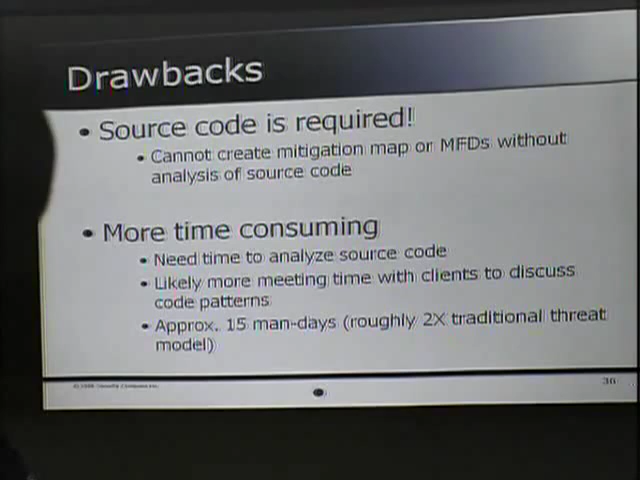 Drawbacks
• Source code is required!
• Cannot create mitigation map or MFDs without
analysis of source code
• More time consuming
• Need time to analyze source code
• Likely more meeting time with clients to discuss
code patterns
• Approx. 15 man-days (roughly 2X traditional threat
model)